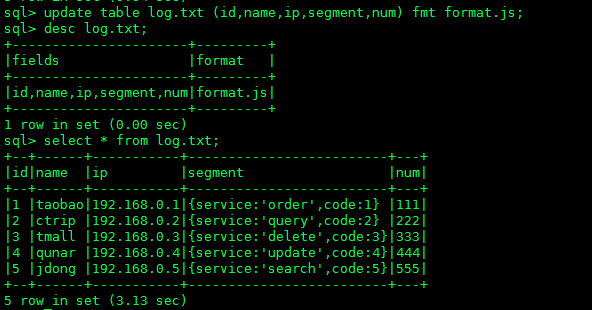 sql> update table log.txt (id,name,ip,segment,num) fmt format.js;
sql> desc log.txt;
+----------------------+---------+
|fields                |format   |
+----------------------+---------+
|id,name,ip,segment,num|format.js|
+----------------------+---------+
1 row in set (0.00 sec)
sql> select * from log.txt;
+--+------+-----------+-------------------------+---+
|id|name  |ip         |segment                  |num|
+--+------+-----------+-------------------------+---+
|1 |taobao|192.168.0.1|{service:'order',code:1} |111|
|2 |ctrip |192.168.0.2|{service:'query',code:2} |222|
|3 |tmall |192.168.0.3|{service:'delete',code:3}|333|
|4 |qunar |192.168.0.4|{service:'update',code:4}|444|
|5 |jdong |192.168.0.5|{service:'search',code:5}|555|
+--+------+-----------+-------------------------+---+
5 row in set (3.13 sec)